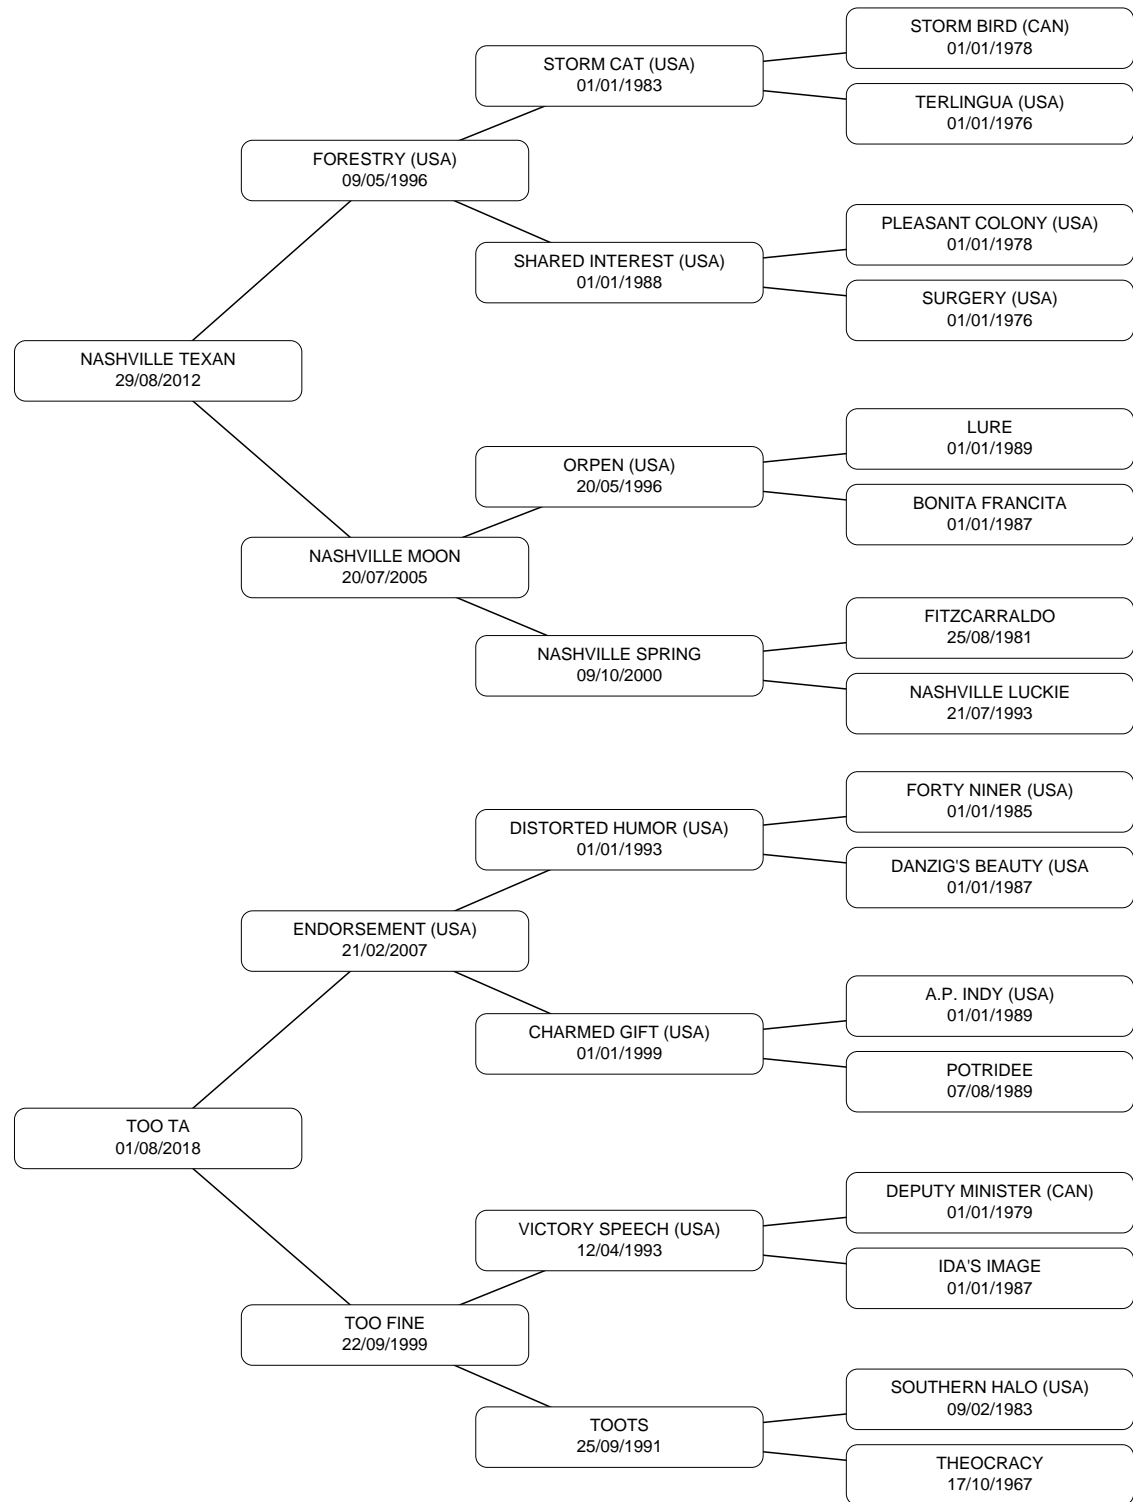 STORM BIRD (CAN)
01/01/1978
STORM CAT (USA)
01/01/1983
TERLINGUA (USA)
01/01/1976
FORESTRY (USA)
09/05/1996
PLEASANT COLONY (USA)
01/01/1978
SHARED INTEREST (USA)
01/01/1988
SURGERY (USA)
01/01/1976
NASHVILLE TEXAN
29/08/2012
LURE
01/01/1989
ORPEN (USA)
20/05/1996
BONITA FRANCITA
01/01/1987
NASHVILLE MOON
20/07/2005
FITZCARRALDO
25/08/1981
NASHVILLE SPRING
09/10/2000
NASHVILLE LUCKIE
21/07/1993
FORTY NINER (USA)
01/01/1985
DISTORTED HUMOR (USA)
01/01/1993
DANZIG'S BEAUTY (USA
01/01/1987
ENDORSEMENT (USA)
21/02/2007
A.P. INDY (USA)
01/01/1989
CHARMED GIFT (USA)
01/01/1999
POTRIDEE
07/08/1989
TOO TA
01/08/2018
DEPUTY MINISTER (CAN)
01/01/1979
VICTORY SPEECH (USA)
12/04/1993
IDA'S IMAGE
01/01/1987
TOO FINE
22/09/1999
SOUTHERN HALO (USA)
09/02/1983
TOOTS
25/09/1991
THEOCRACY
17/10/1967